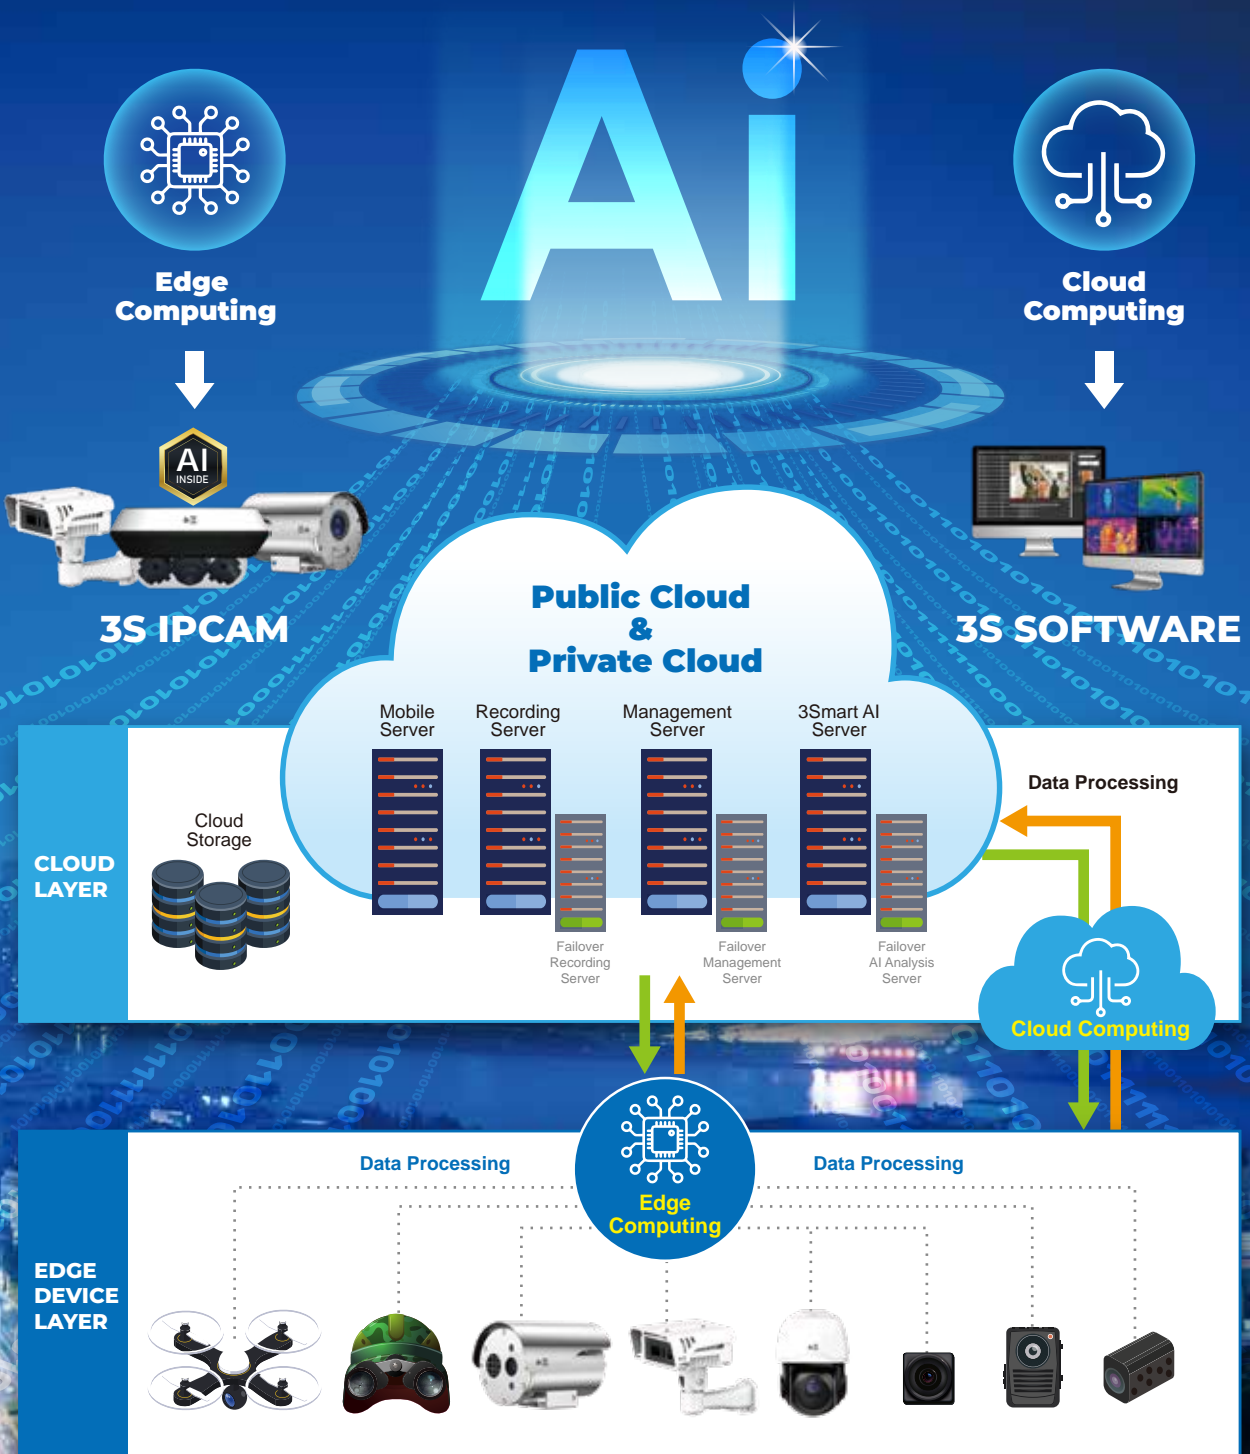 Ai
Edge
Computing
Cloud
Computing
AI
INSIDE
3S IPCAM
3S SOFTWARE
Public Cloud
&
Private Cloud
Mobile
Server
Recording
Server
Management
Server
3Smart AI
Server
Data Processing
Cloud
Storage
CLOUD
LAYER
Failover
Recording
Server
Failover
Management
Server
Failover
AI Analysis
Server
Cloud Computing
Data Processing
Data Processing
Edge
Computing
EDGE
DEVICE
LAYER